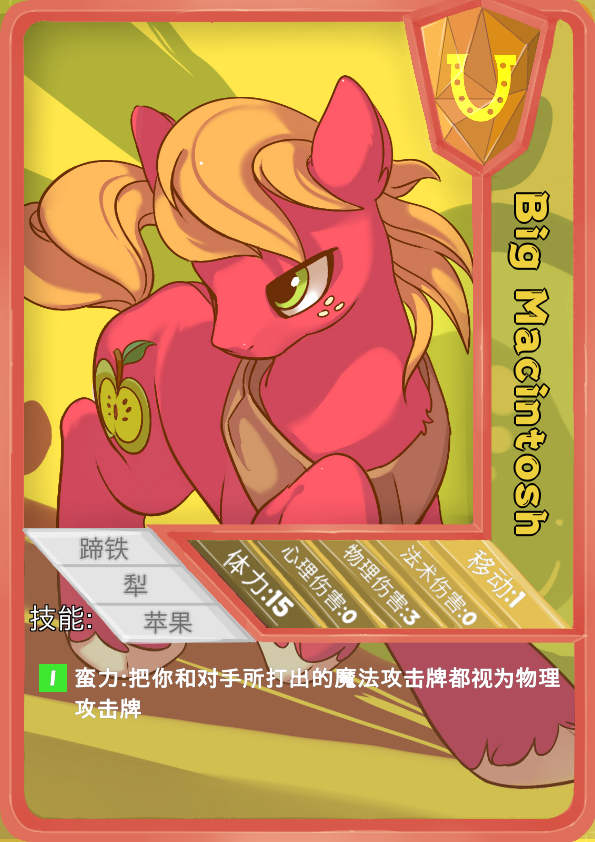 Big Macintosh
蹄铁
犁
苹果
体力:15
心理伤害:0
物理伤害:3
法术伤害:0
移动:1
技能:
1 蛮力:把你和对手所打出的魔法攻击牌都视为物理
攻击牌